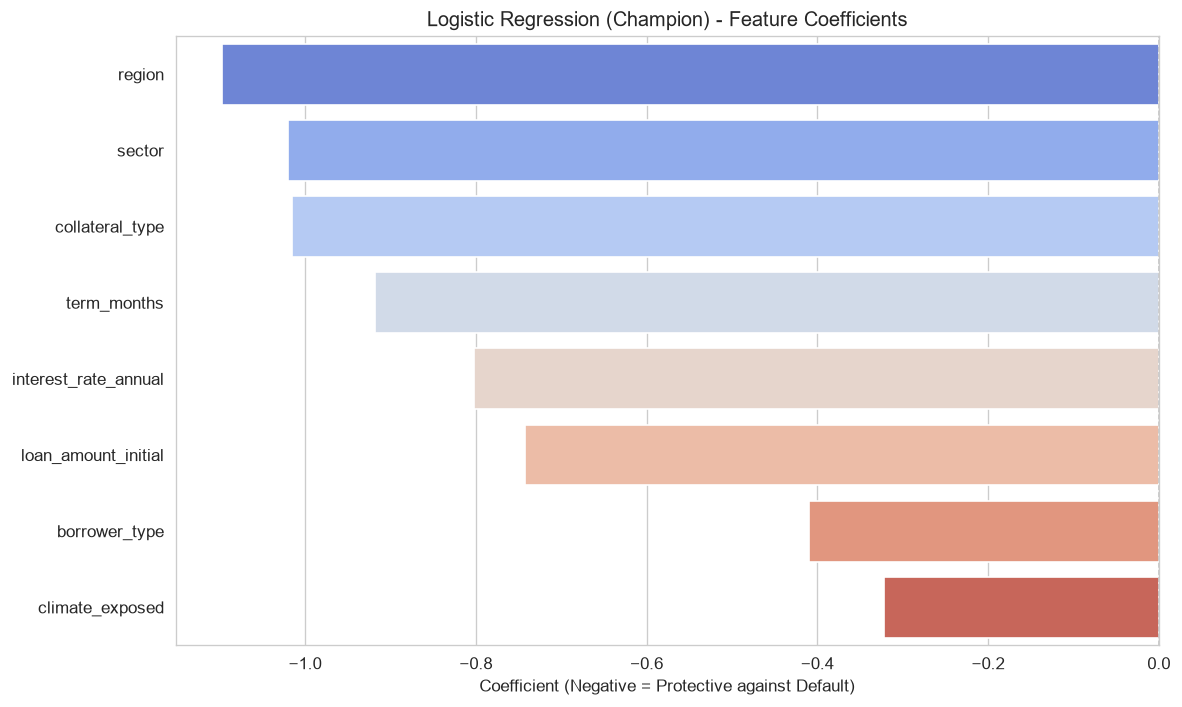 Logistic Regression (Champion) - Feature Coefficients
region
sector
collateral_type
term_months
interest_rate_annual
loan_amount_initial
borrower_type
climate_exposed
−1.0 −0.8 −0.6 −0.4 −0.2 0.0
Coefficient (Negative = Protective against Default)